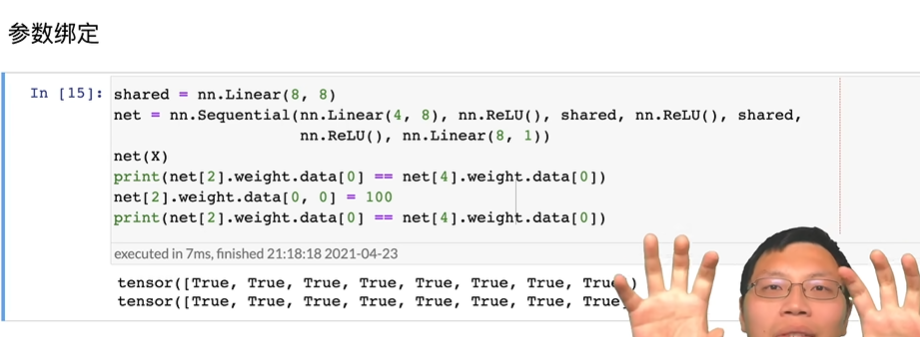 参数绑定
In [15]: shared = nn.Linear(8, 8)
net = nn.Sequential(nn.Linear(4, 8), nn.ReLU(), shared, nn.ReLU(), shared,
nn.ReLU(), nn.Linear(8, 1))
net(X)
print(net[2].weight.data[0] == net[4].weight.data[0])
net[2].weight.data[0, 0] = 100
print(net[2].weight.data[0] == net[4].weight.data[0])
executed in 7ms, finished 21:18:18 2021-04-23
tensor([True, True, True, True, True, True, True, True])
tensor([True, True, True, True, True, True, True, True